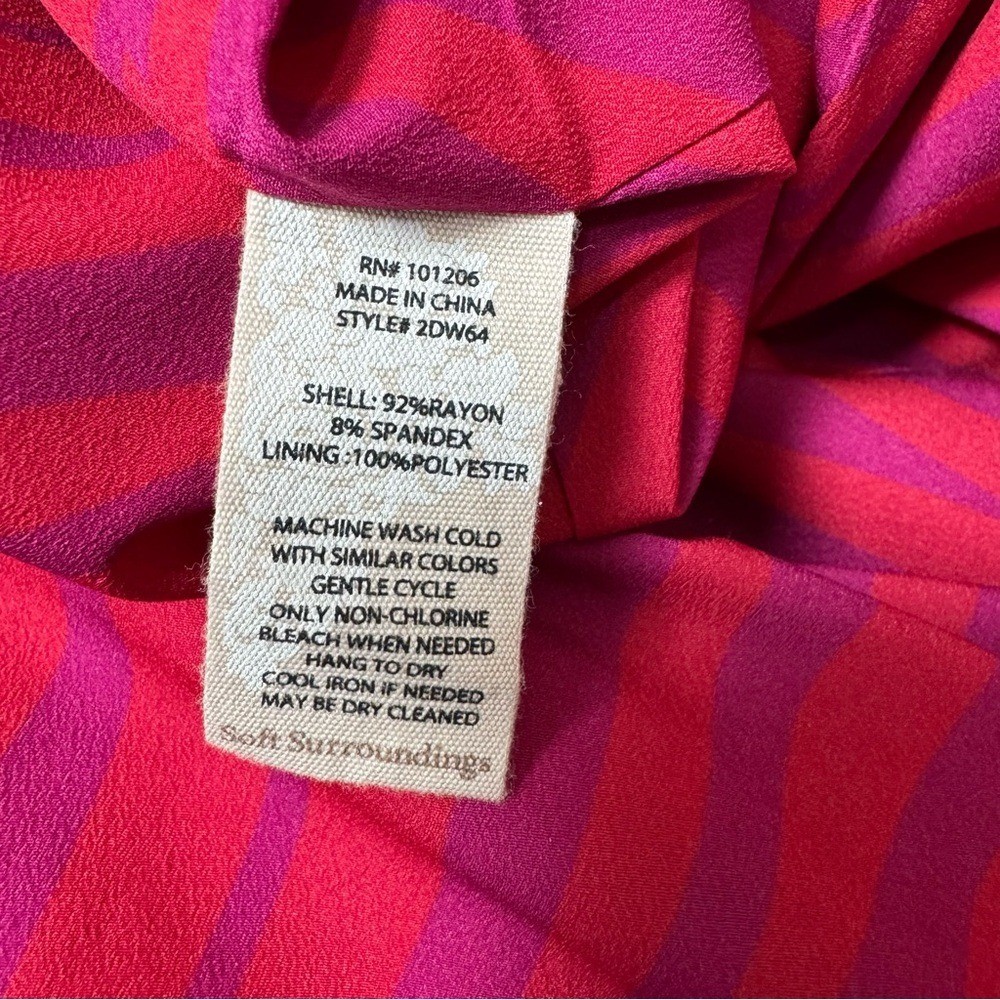 RN# 101206
MADE IN CHINA
STYLE# 2DW64
SHELL: 92%RAYON
8% SPANDEX
LINING :100%POLYESTER
MACHINE WASH COLD
WITH SIMILAR COLORS
GENTLE CYCLE
ONLY NON-CHLORINE
BLEACH WHEN NEEDED
HANG TO DRY
COOL IRON IF NEEDED
MAY BE DRY CLEANED
Soft Surroundings